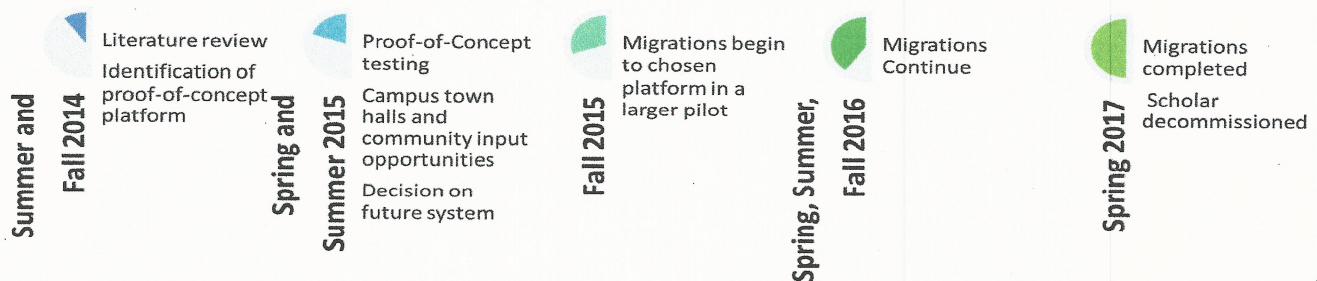 Summer and
Fall 2014
Literature review
Identification of
proof-of-concept
platform
Spring and
Summer 2015
Proof-of-Concept
testing
Campus town
halls and
community input
opportunities
Decision on
future system
Fall 2015
Migrations begin
to chosen
platform in a
larger pilot
Spring, Summer,
Fall 2016
Migrations
Continue
Spring 2017
Migrations
completed
Scholar
decommissioned